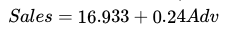 Sales = 16.933 + 0.24Adv